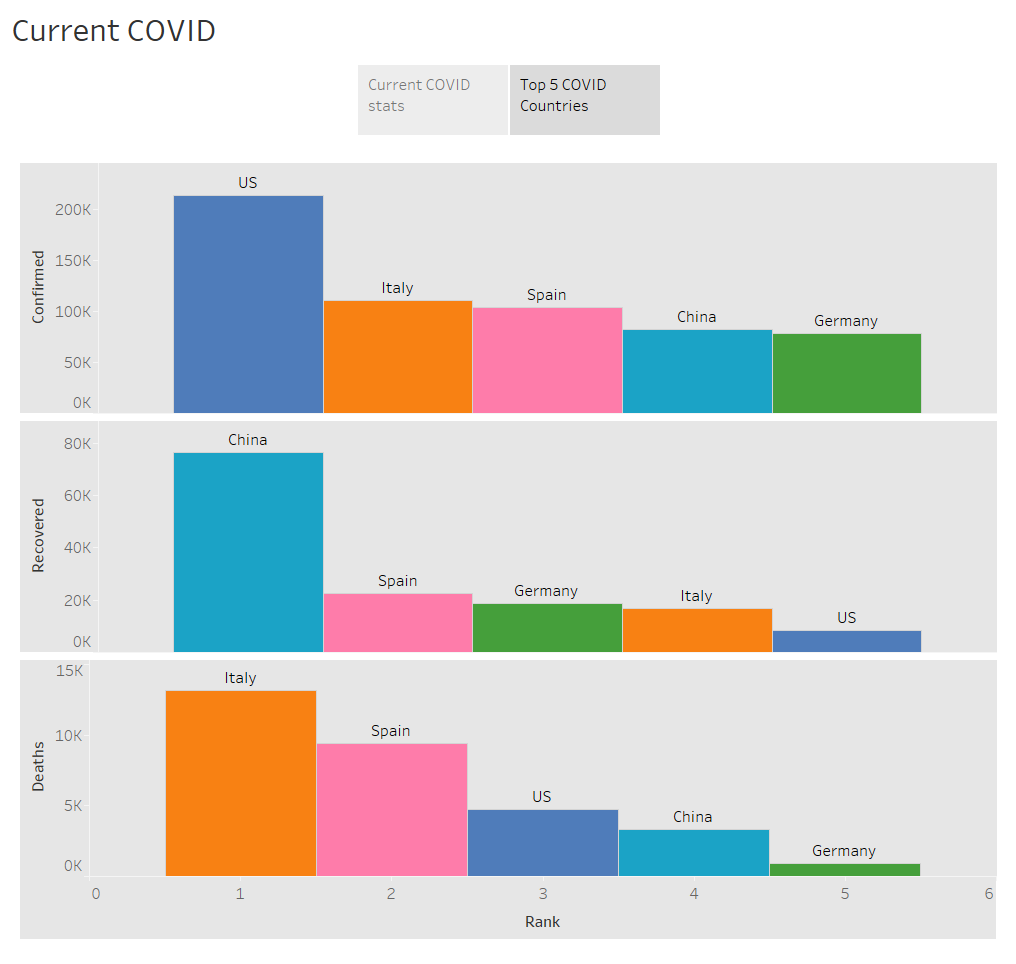 Current COVID
Current COVID
stats
Top 5 COVID
Countries
Confirmed
200K
150K
100K
50K
0K
US
Italy
Spain
China
Germany
Recovered
80K
60K
40K
20K
0K
China
Spain
Germany
Italy
US
Deaths
15K
10K
5K
0K
Italy
Spain
US
China
Germany
0 1 2 3 4 5 6
Rank